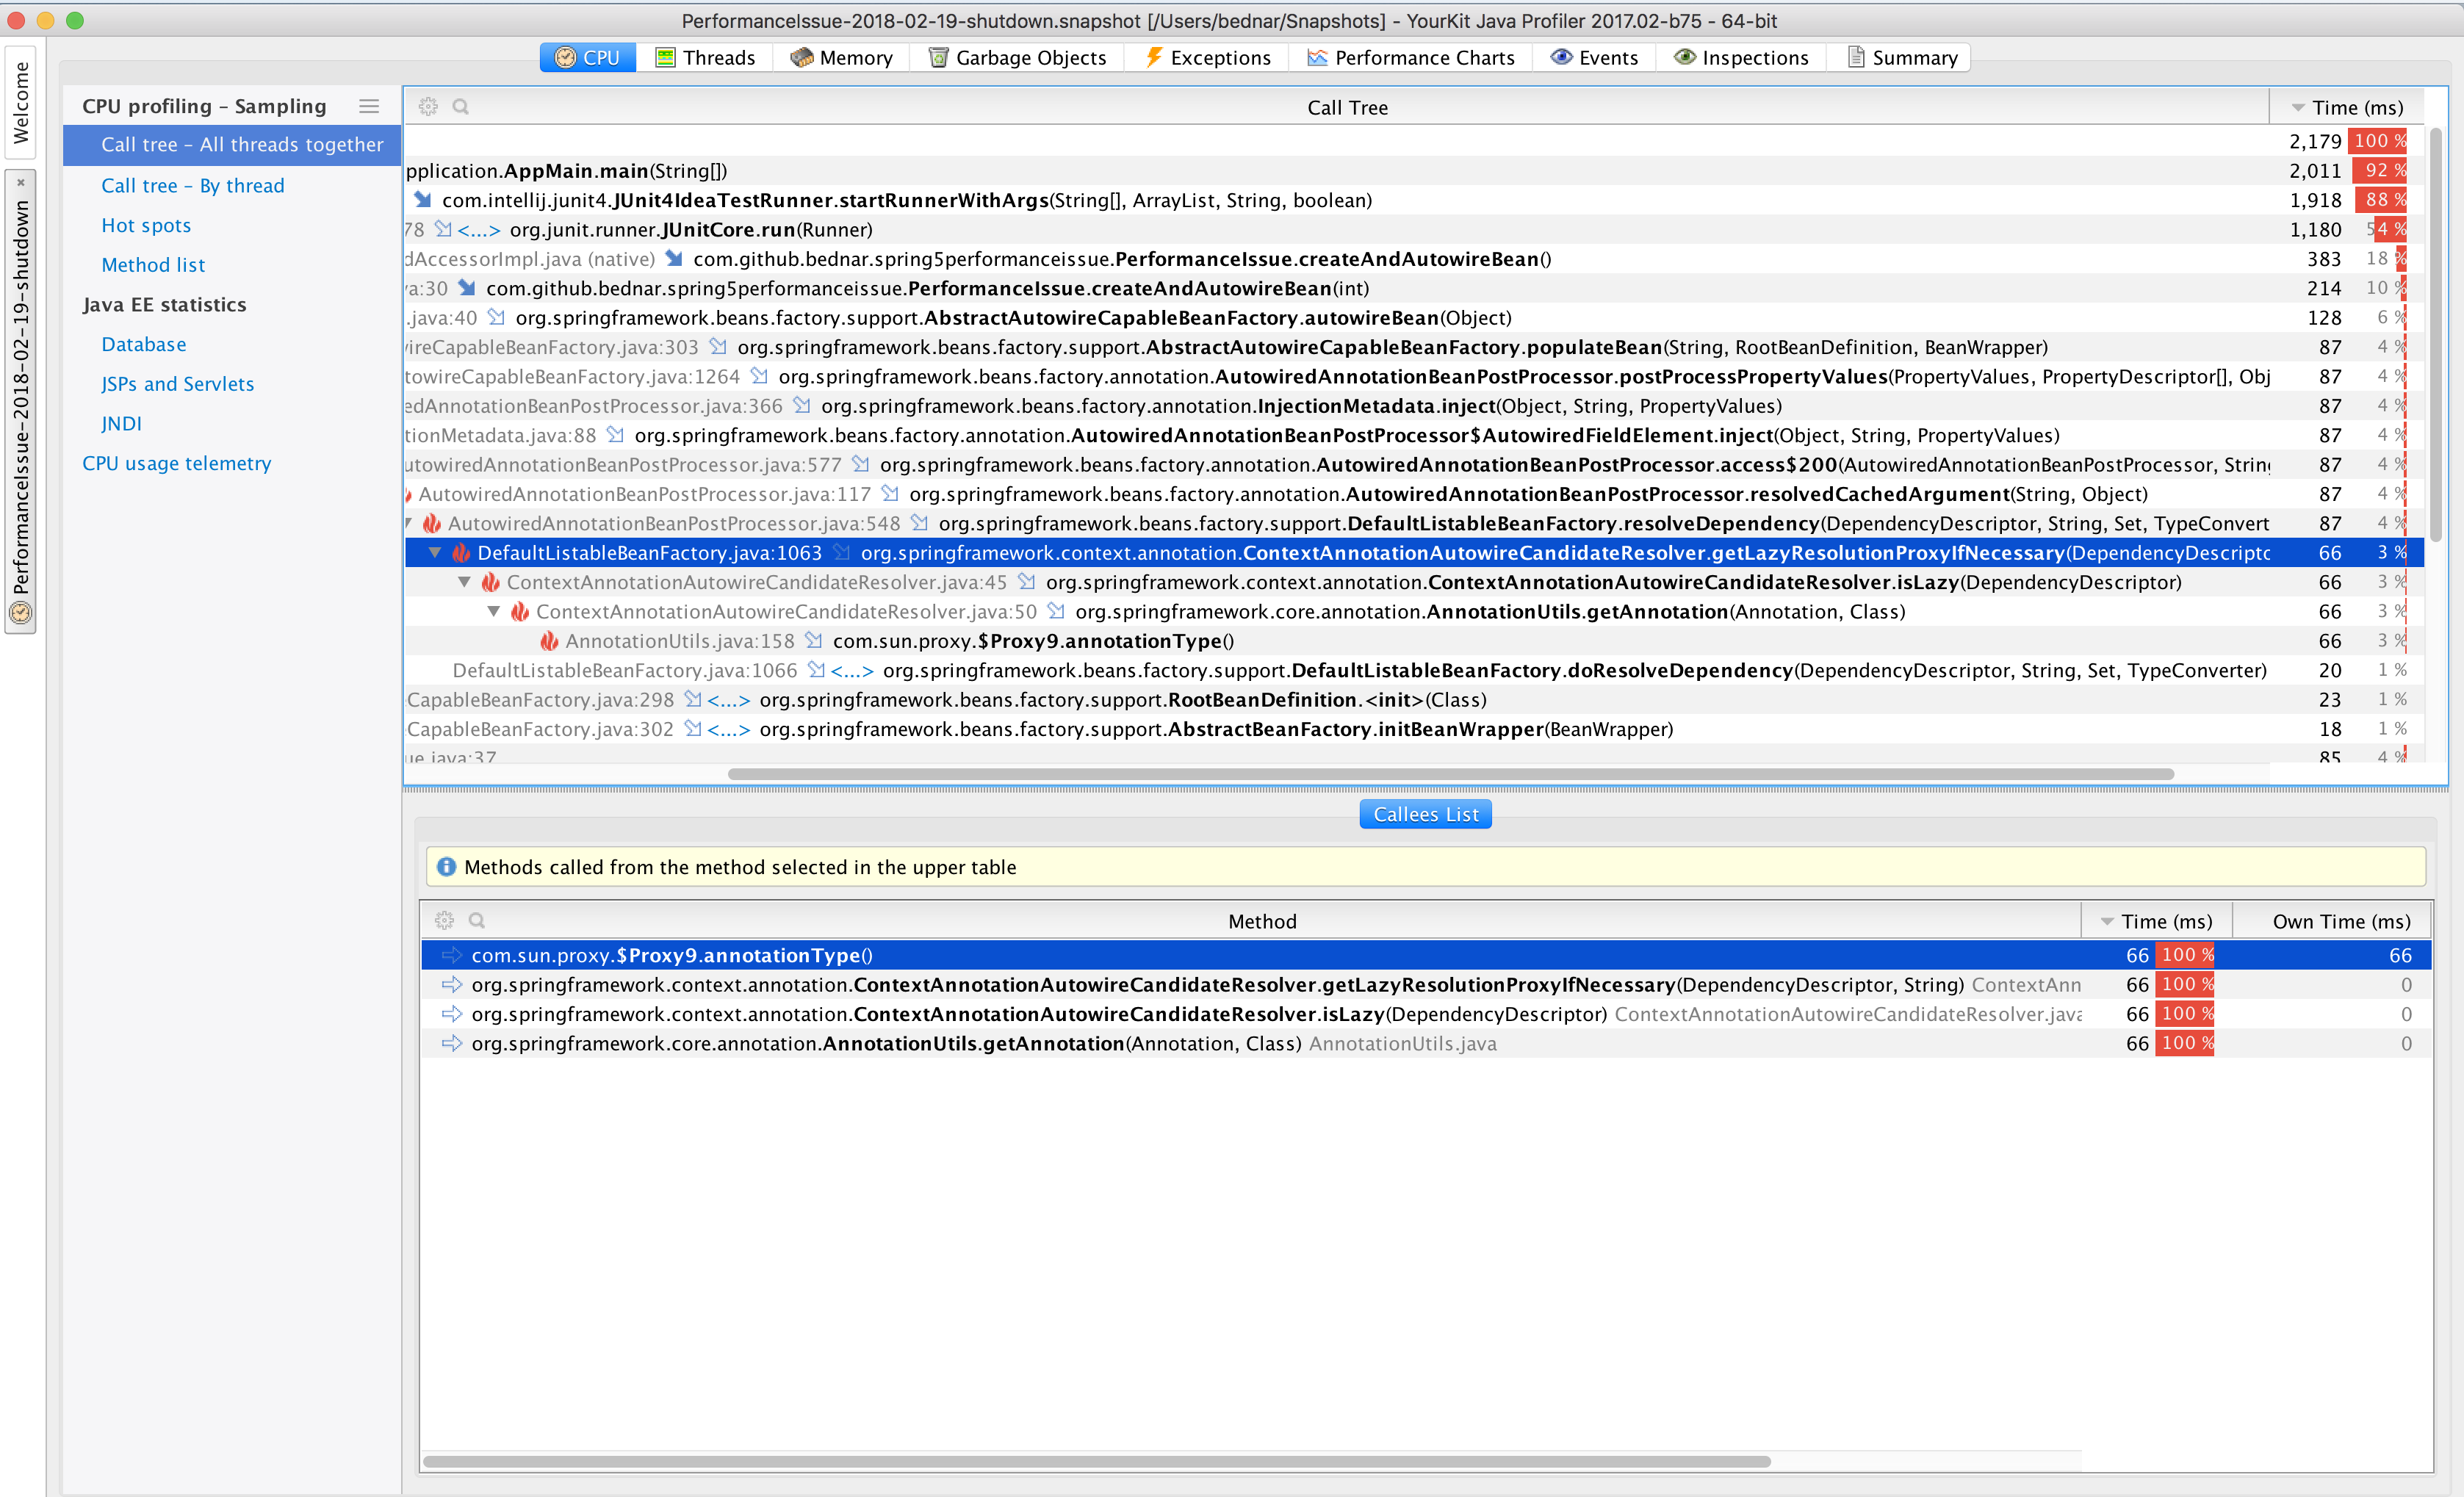 PerformanceIssue-2018-02-19-shutdown.snapshot [/Users/bednar/Snapshots] - YourKit Java Profiler 2017.02-b75 - 64-bit
Welcome
PerformanceIssue-2018-02-19-shutdown
CPU Threads Memory Garbage Objects Exceptions Performance Charts Events Inspections Summary
CPU profiling – Sampling
Call tree – All threads together
Call tree – By thread
Hot spots
Method list
Java EE statistics
Database
JSPs and Servlets
JNDI
CPU usage telemetry
Call Tree Time (ms)
2,179 100 %
pplication.AppMain.main(String[]) 2,011 92 %
com.intellij.junit4.JUnit4IdeaTestRunner.startRunnerWithArgs(String[], ArrayList, String, boolean) 1,918 88 %
78 <...> org.junit.runner.JUnitCore.run(Runner) 1,180 54 %
dAccessorImpl.java (native) com.github.bednar.spring5performanceissue.PerformanceIssue.createAndAutowireBean() 383 18 %
va:30 com.github.bednar.spring5performanceissue.PerformanceIssue.createAndAutowireBean(int) 214 10 %
.java:40 org.springframework.beans.factory.support.AbstractAutowireCapableBeanFactory.autowireBean(Object) 128 6 %
ireCapableBeanFactory.java:303 org.springframework.beans.factory.support.AbstractAutowireCapableBeanFactory.populateBean(String, RootBeanDefinition, BeanWrapper) 87 4 %
towireCapableBeanFactory.java:1264 org.springframework.beans.factory.annotation.AutowiredAnnotationBeanPostProcessor.postProcessPropertyValues(PropertyValues, PropertyDescriptor[], Obj 87 4 %
edAnnotationBeanPostProcessor.java:366 org.springframework.beans.factory.annotation.InjectionMetadata.inject(Object, String, PropertyValues) 87 4 %
tionMetadata.java:88 org.springframework.beans.factory.annotation.AutowiredAnnotationBeanPostProcessor$AutowiredFieldElement.inject(Object, String, PropertyValues) 87 4 %
utowiredAnnotationBeanPostProcessor.java:577 org.springframework.beans.factory.annotation.AutowiredAnnotationBeanPostProcessor.access$200(AutowiredAnnotationBeanPostProcessor, String 87 4 %
AutowiredAnnotationBeanPostProcessor.java:117 org.springframework.beans.factory.annotation.AutowiredAnnotationBeanPostProcessor.resolvedCachedArgument(String, Object) 87 4 %
AutowiredAnnotationBeanPostProcessor.java:548 org.springframework.beans.factory.support.DefaultListableBeanFactory.resolveDependency(DependencyDescriptor, String, Set, TypeConvert 87 4 %
DefaultListableBeanFactory.java:1063 org.springframework.context.annotation.ContextAnnotationAutowireCandidateResolver.getLazyResolutionProxyIfNecessary(DependencyDescriptc 66 3 %
ContextAnnotationAutowireCandidateResolver.java:45 org.springframework.context.annotation.ContextAnnotationAutowireCandidateResolver.isLazy(DependencyDescriptor) 66 3 %
ContextAnnotationAutowireCandidateResolver.java:50 org.springframework.core.annotation.AnnotationUtils.getAnnotation(Annotation, Class) 66 3 %
AnnotationUtils.java:158 com.sun.proxy.$Proxy9.annotationType() 66 3 %
DefaultListableBeanFactory.java:1066 <...> org.springframework.beans.factory.support.DefaultListableBeanFactory.doResolveDependency(DependencyDescriptor, String, Set, TypeConverter) 20 1 %
CapableBeanFactory.java:298 <...> org.springframework.beans.factory.support.RootBeanDefinition.<init>(Class) 23 1 %
CapableBeanFactory.java:302 <...> org.springframework.beans.factory.support.AbstractBeanFactory.initBeanWrapper(BeanWrapper) 18 1 %
ue.java:37 85 4 %
Callees List
Methods called from the method selected in the upper table
Method Time (ms) Own Time (ms)
com.sun.proxy.$Proxy9.annotationType() 66 100 % 66
org.springframework.context.annotation.ContextAnnotationAutowireCandidateResolver.getLazyResolutionProxyIfNecessary(DependencyDescriptor, String) ContextAnn 66 100 % 0
org.springframework.context.annotation.ContextAnnotationAutowireCandidateResolver.isLazy(DependencyDescriptor) ContextAnnotationAutowireCandidateResolver.java 66 100 % 0
org.springframework.core.annotation.AnnotationUtils.getAnnotation(Annotation, Class) AnnotationUtils.java 66 100 % 0